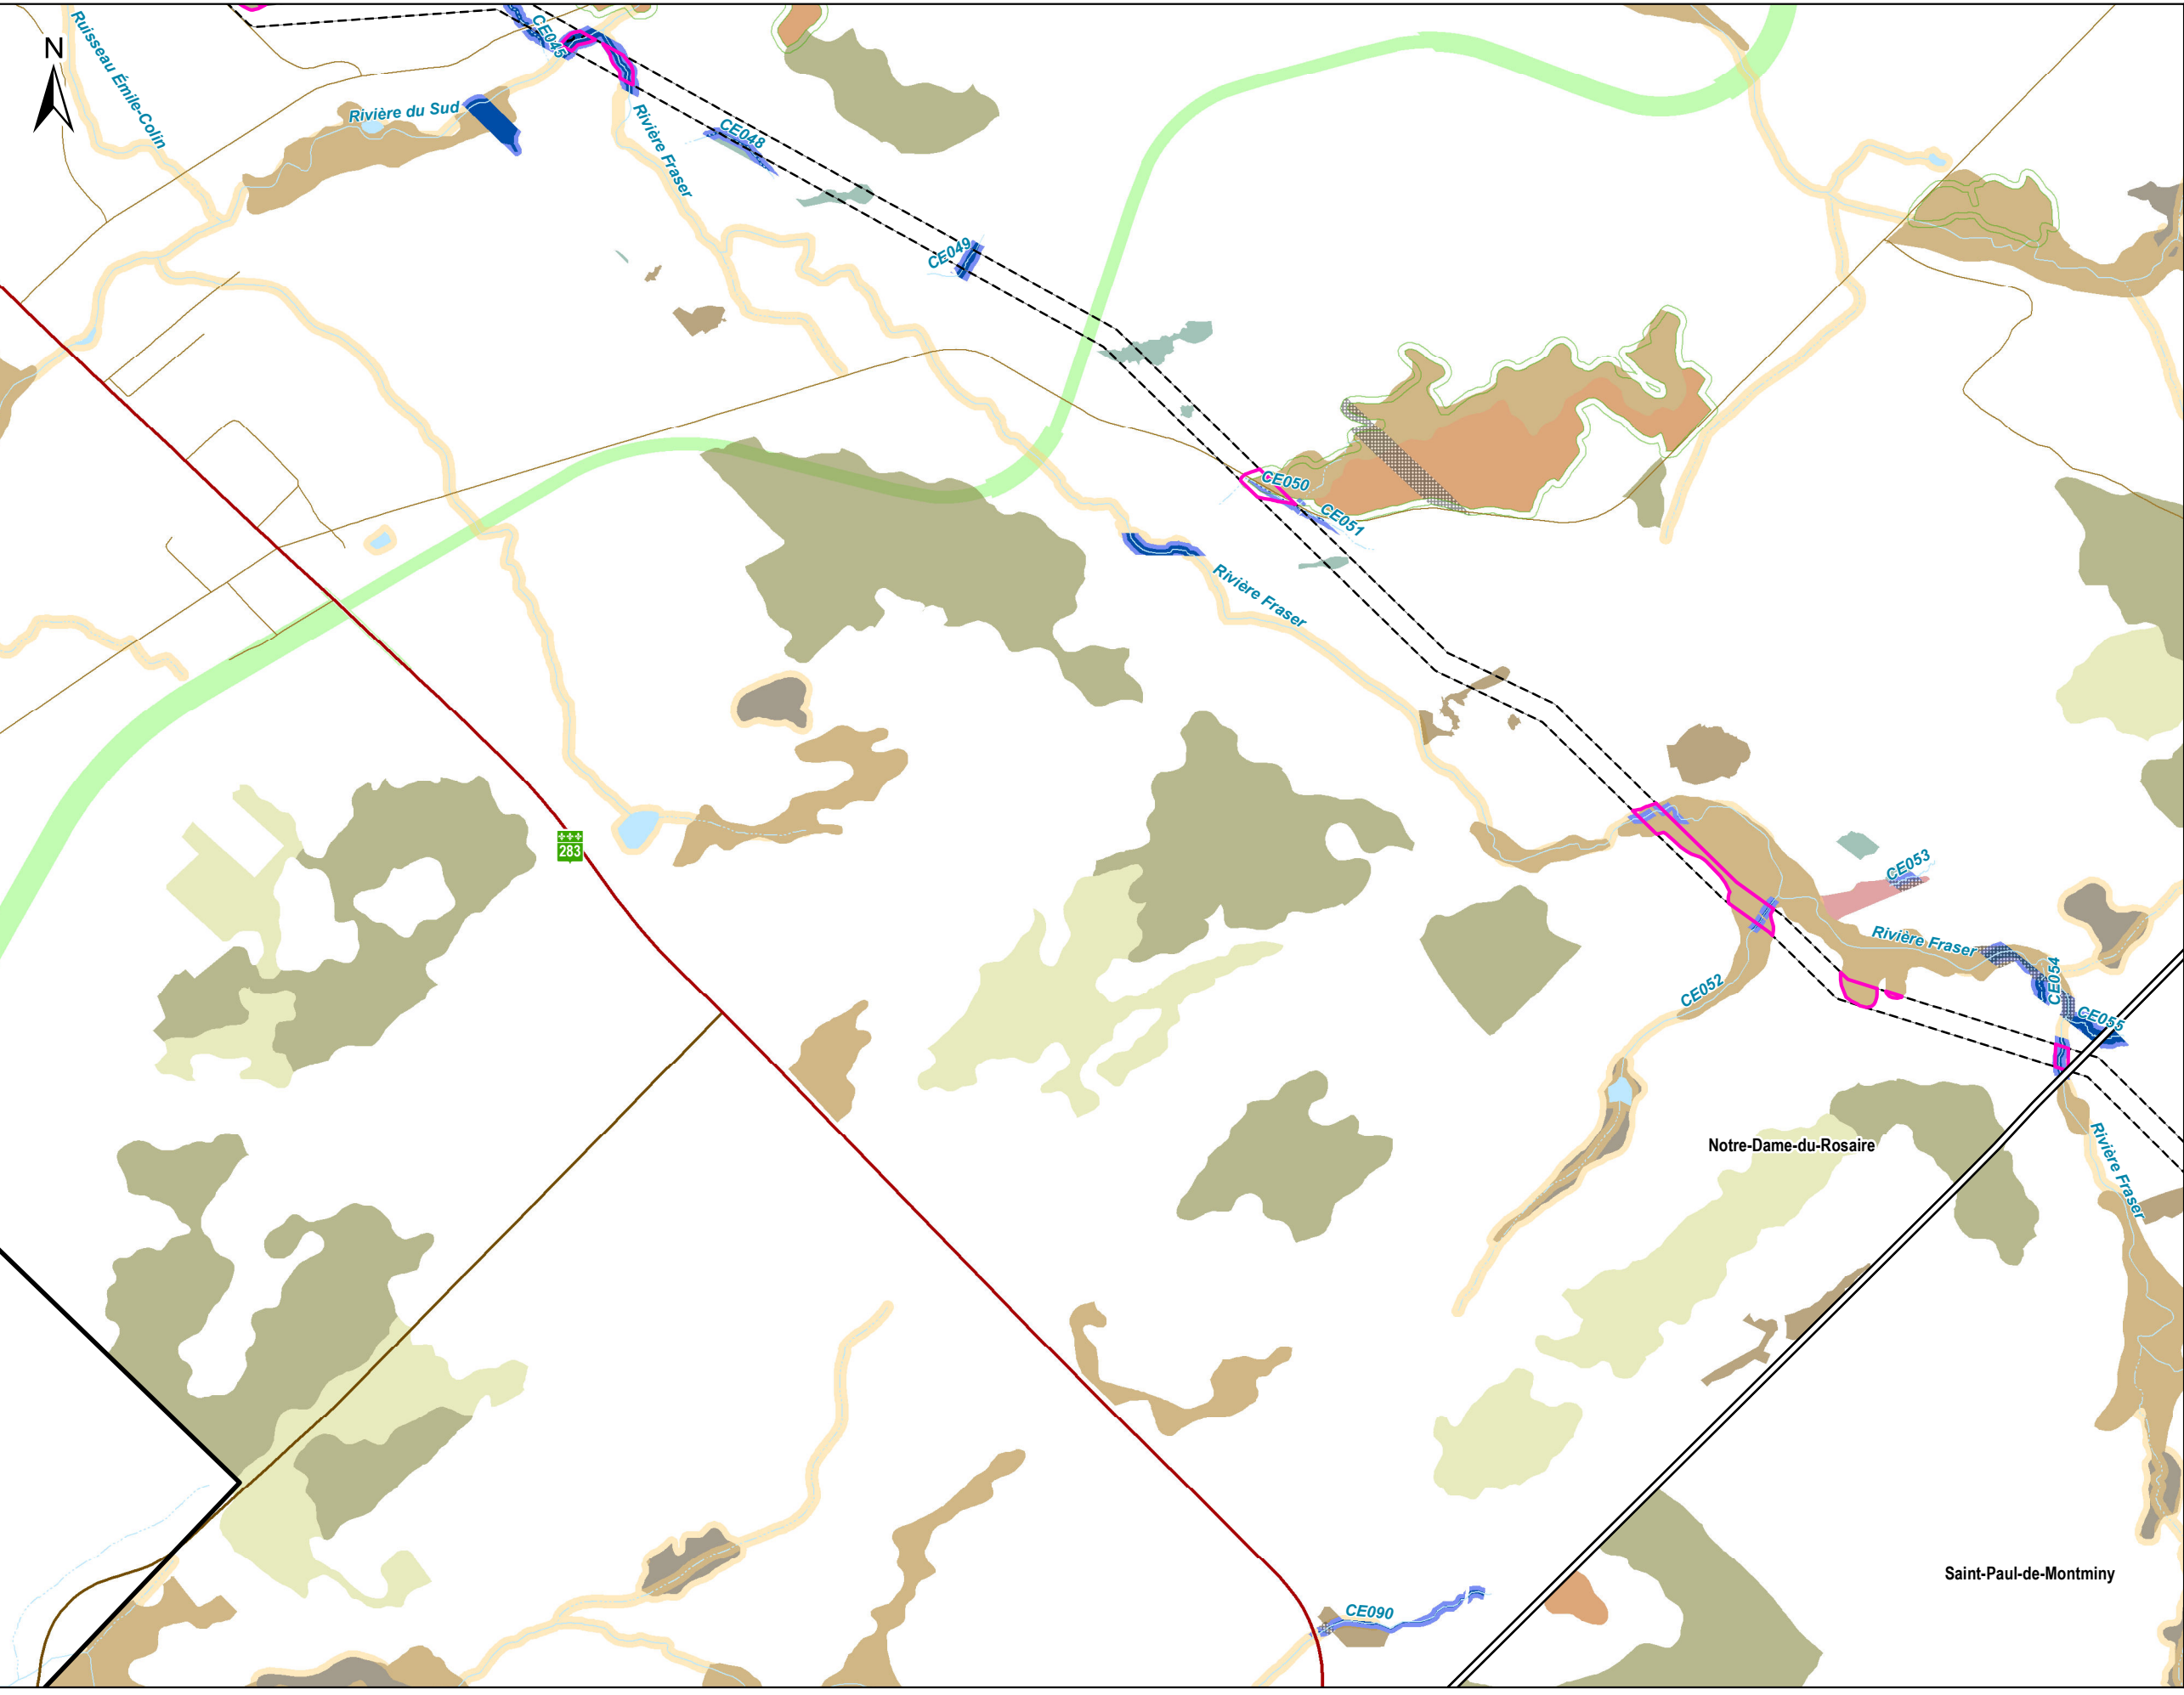 N
Ruisseau Émile-Colin
CE045
Rivière du Sud
Rivière Fraser
CE048
CE049
CE050
CE051
Rivière Fraser
283
CE053
Rivière Fraser
CE054
CE052
CE055
Notre-Dame-du-Rosaire
Rivière Fraser
Saint-Paul-de-Montminy
CE090